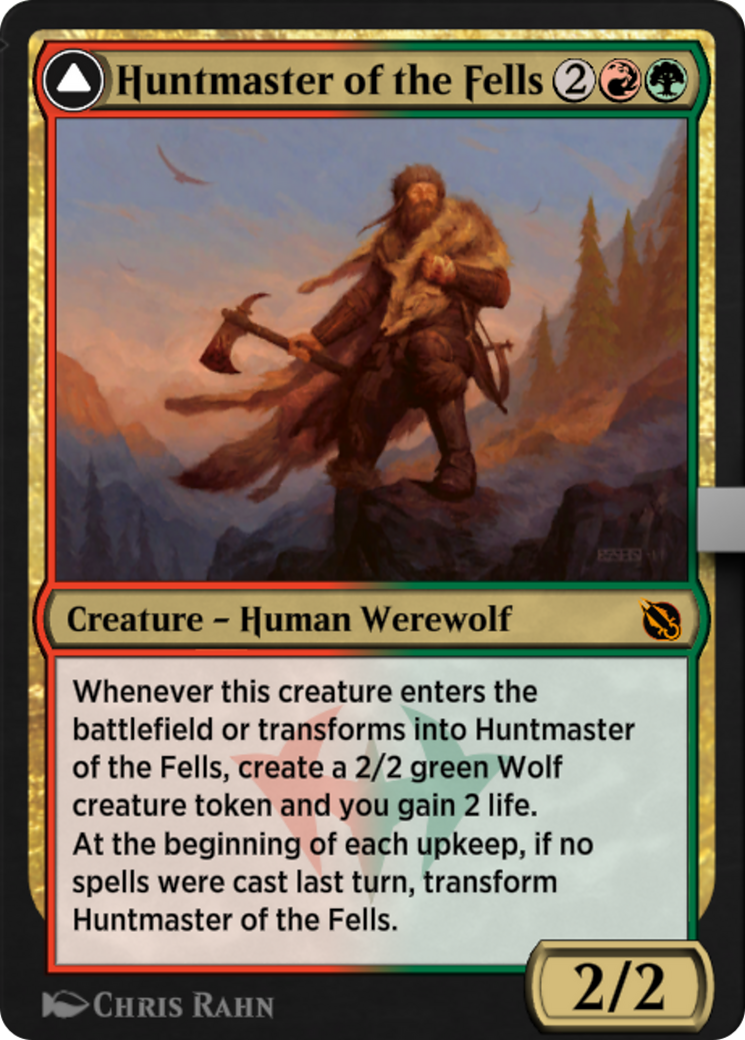 Huntmaster of the Fells 2
Creature – Human Werewolf
Whenever this creature enters the
battlefield or transforms into Huntmaster
of the Fells, create a 2/2 green Wolf
creature token and you gain 2 life.
At the beginning of each upkeep, if no
spells were cast last turn, transform
Huntmaster of the Fells.
2/2
Chris Rahn